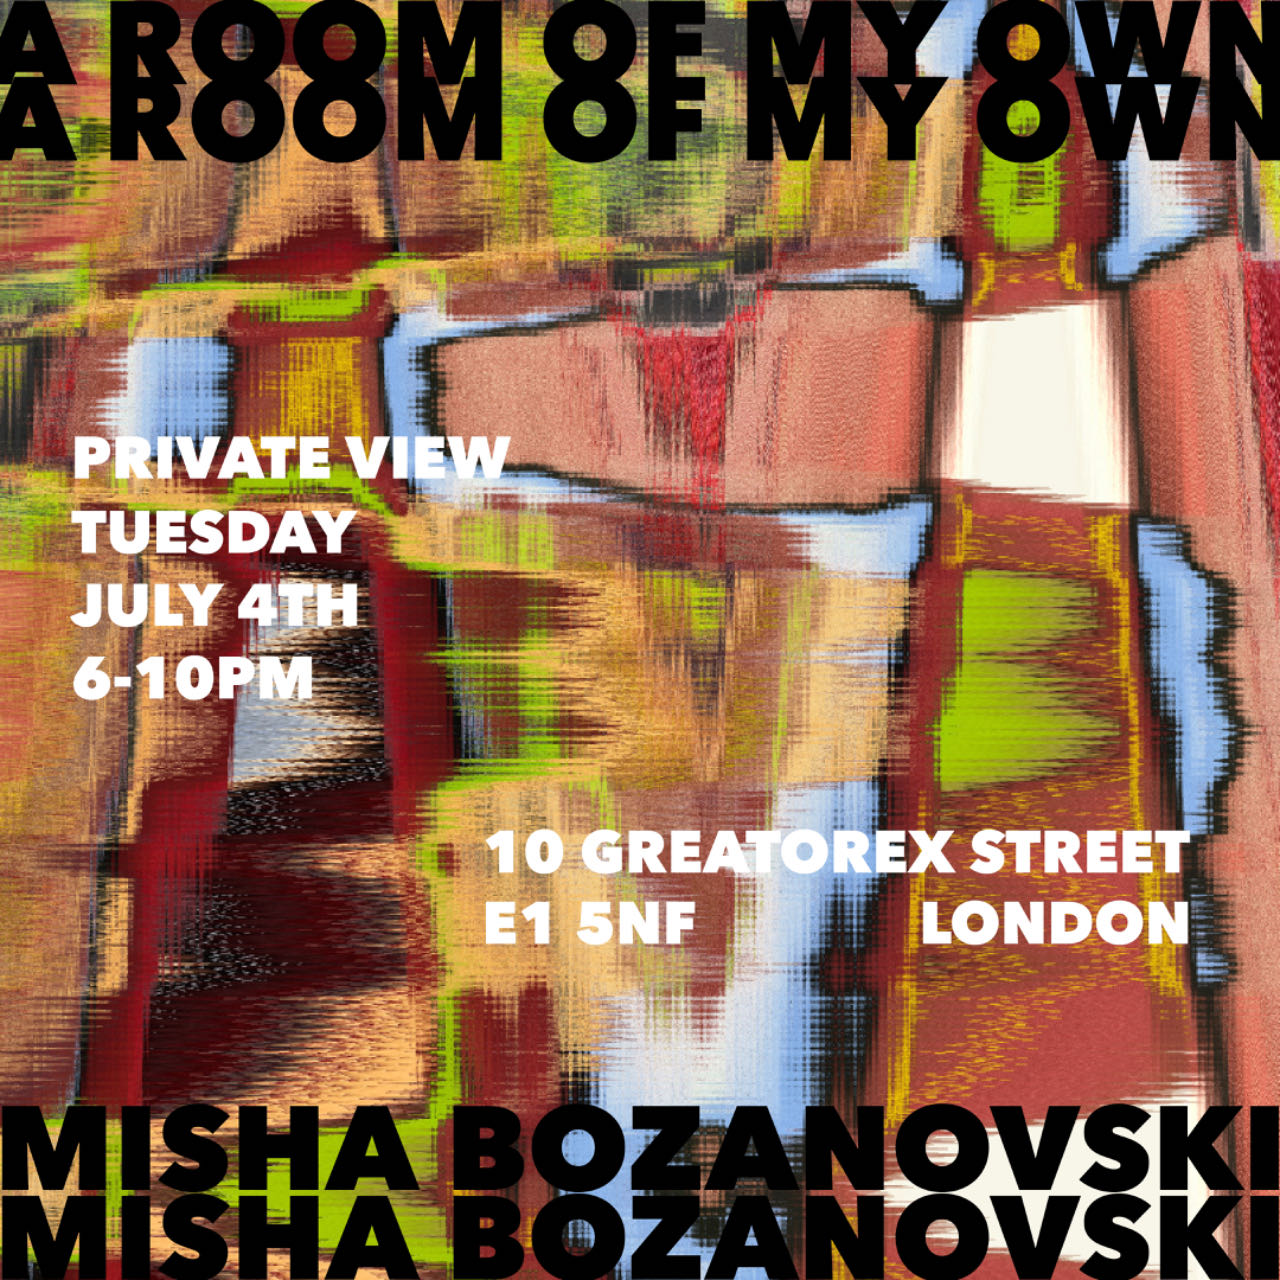 A ROOM OF MY OWN
A ROOM OF MY OWN
PRIVATE VIEW
TUESDAY
JULY 4TH
6-10PM
10 GREATOREX STREET
E1 5NF LONDON
MISHA BOZANOVSKI
MISHA BOZANOVSKI